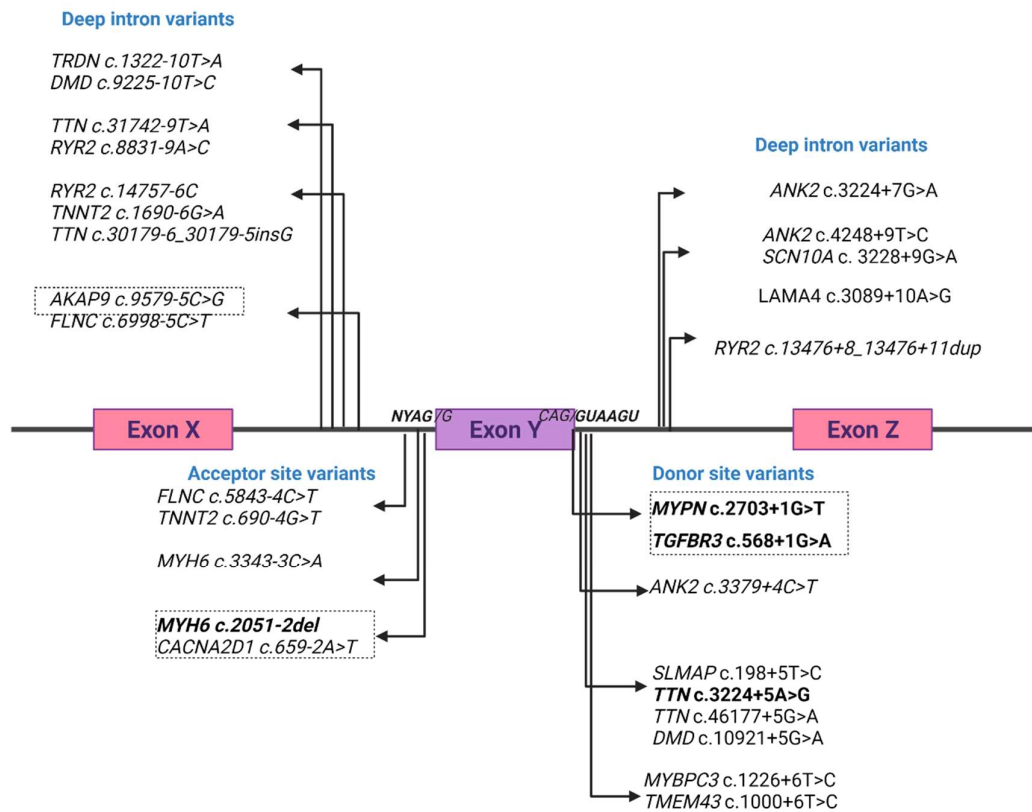 Deep intron variants
TRDN c.1322-10T>A
DMD c.9225-10T>C
TTN c.31742-9T>A
RYR2 c.8831-9A>C
RYR2 c.14757-6C
TNNT2 c.1690-6G>A
TTN c.30179-6_30179-5insG
AKAP9 c.9579-5C>G
FLNC c.6998-5C>T
Deep intron variants
ANK2 c.3224+7G>A
ANK2 c.4248+9T>C
SCN10A c. 3228+9G>A
LAMA4 c.3089+10A>G
RYR2 c.13476+8_13476+11dup
NYAG/G
CAG/GUAAGU
Exon X
Exon Y
Exon Z
Acceptor site variants
FLNC c.5843-4C>T
TNNT2 c.690-4G>T
MYH6 c.3343-3C>A
MYH6 c.2051-2del
CACNA2D1 c.659-2A>T
Donor site variants
MYPN c.2703+1G>T
TGFBR3 c.568+1G>A
ANK2 c.3379+4C>T
SLMAP c.198+5T>C
TTN c.3224+5A>G
TTN c.46177+5G>A
DMD c.10921+5G>A
MYBPC3 c.1226+6T>C
TMEM43 c.1000+6T>C